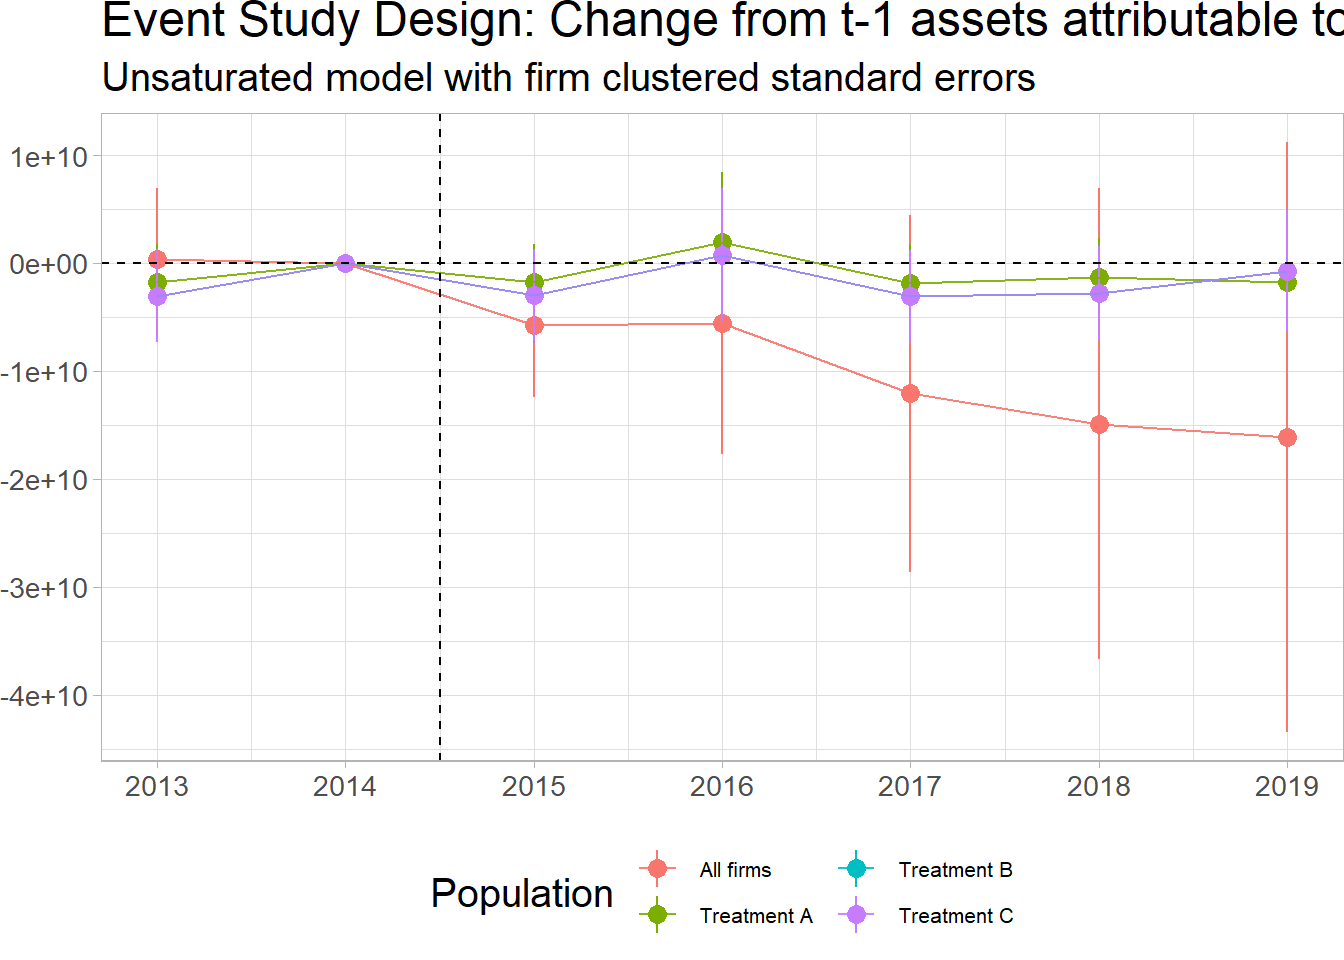 Event Study Design: Change from t-1 assets attributable to
Unsaturated model with firm clustered standard errors
1e+10
0e+00
-1e+10
-2e+10
-3e+10
-4e+10
2013 2014 2015 2016 2017 2018 2019
Population
All firms
Treatment A
Treatment B
Treatment C